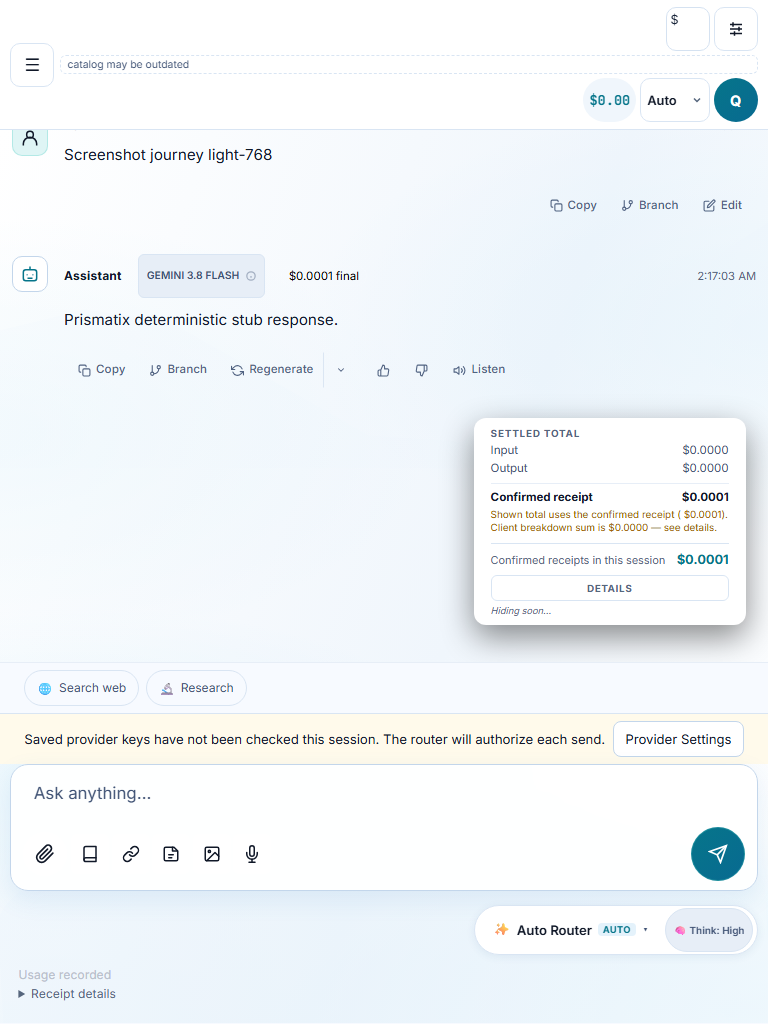 $
catalog may be outdated
$0.00
Auto
Q
Screenshot journey light-768
Copy
Branch
Edit
Assistant
GEMINI 3.8 FLASH
$0.0001 final
2:17:03 AM
Prismatix deterministic stub response.
Copy
Branch
Regenerate
Listen
SETTLED TOTAL
Input $0.0000
Output $0.0000
Confirmed receipt $0.0001
Shown total uses the confirmed receipt ( $0.0001).
Client breakdown sum is $0.0000 — see details.
Confirmed receipts in this session $0.0001
DETAILS
Hiding soon...
Search web
Research
Saved provider keys have not been checked this session. The router will authorize each send.
Provider Settings
Ask anything...
Auto Router AUTO
Think: High
Usage recorded
Receipt details